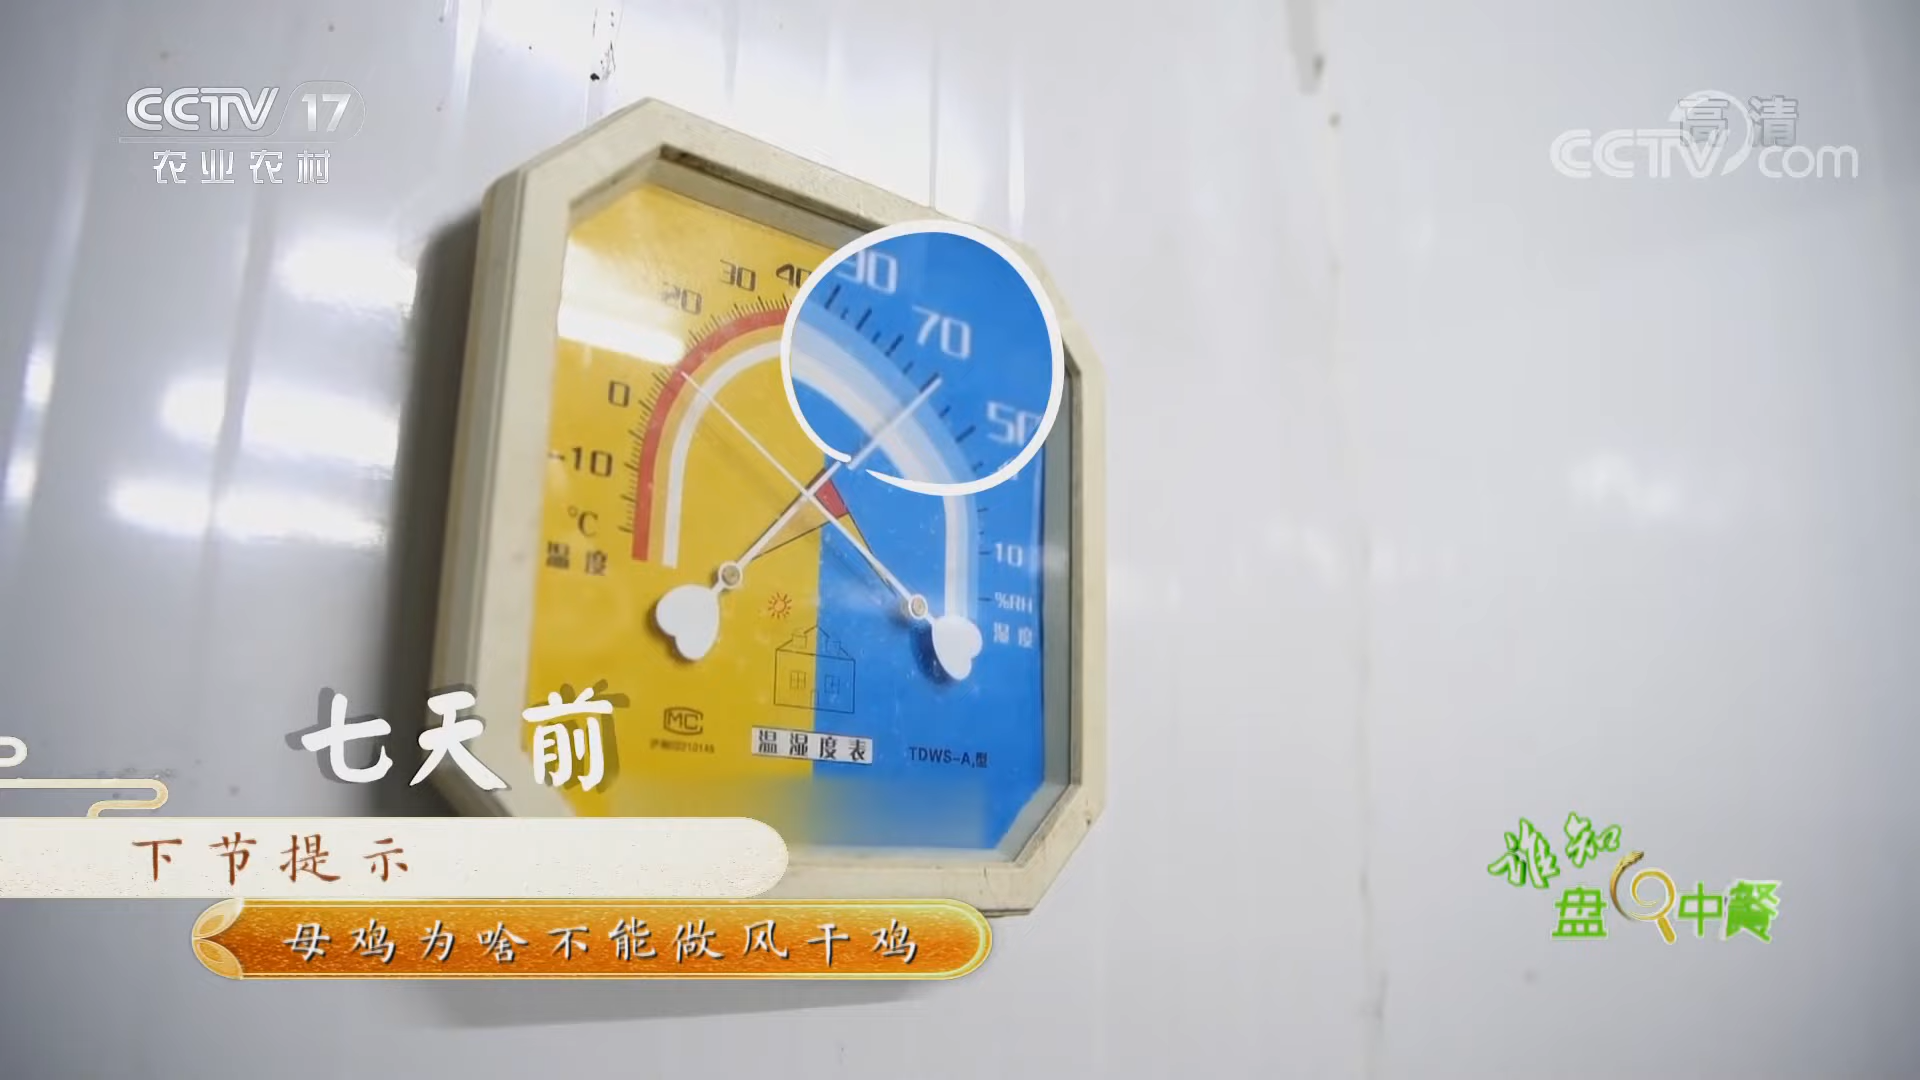 CCTV 17
农业农村
高清
CCTV com
30
40
20
0
-10
℃
温度
90
70
50
10
%RH
湿度
MC
温湿度表
TDWS-A,型
七天前
下节提示
母鸡为啥不能做风干鸡
谁知
盘中餐